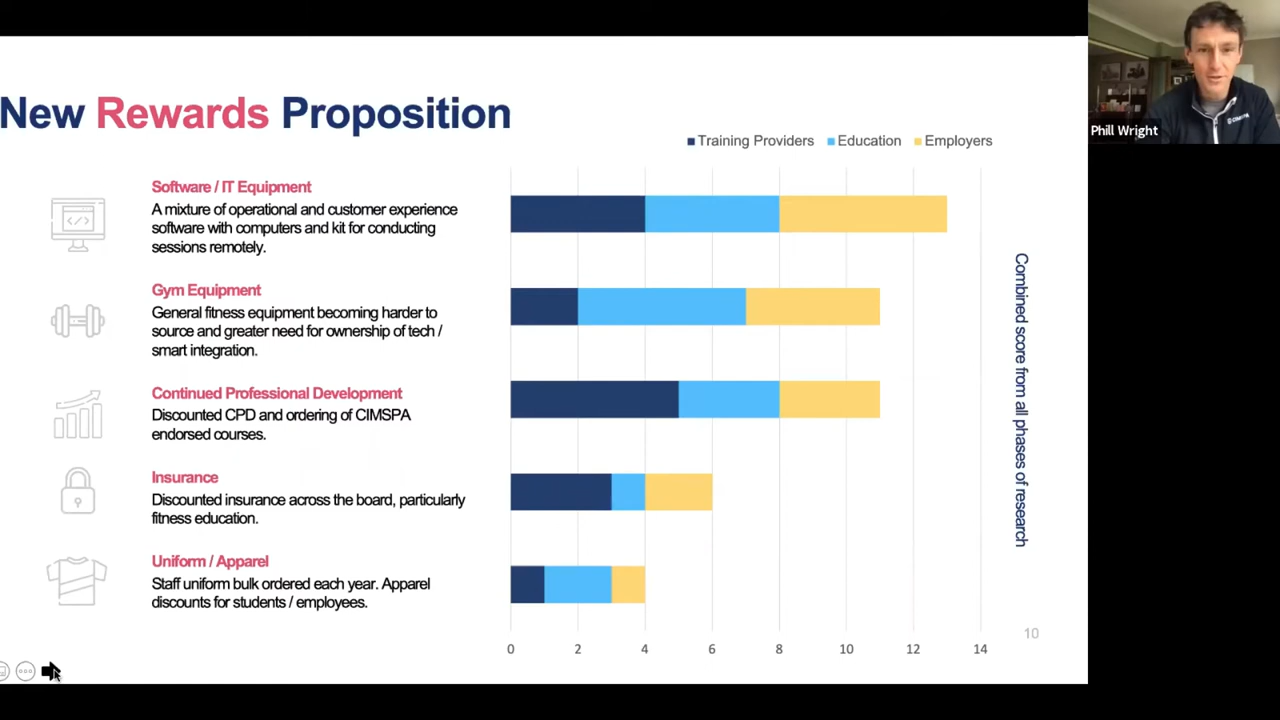 New Rewards Proposition
Training Providers Education Employers
Software / IT Equipment
A mixture of operational and customer experience
software with computers and kit for conducting
sessions remotely.
Gym Equipment
General fitness equipment becoming harder to
source and greater need for ownership of tech /
smart integration.
Continued Professional Development
Discounted CPD and ordering of CIMSPA
endorsed courses.
Insurance
Discounted insurance across the board, particularly
fitness education.
Uniform / Apparel
Staff uniform bulk ordered each year. Apparel
discounts for students / employees.
0 2 4 6 8 10 12 14
Combined score from all phases of research
10
Phill Wright
CIMSPA